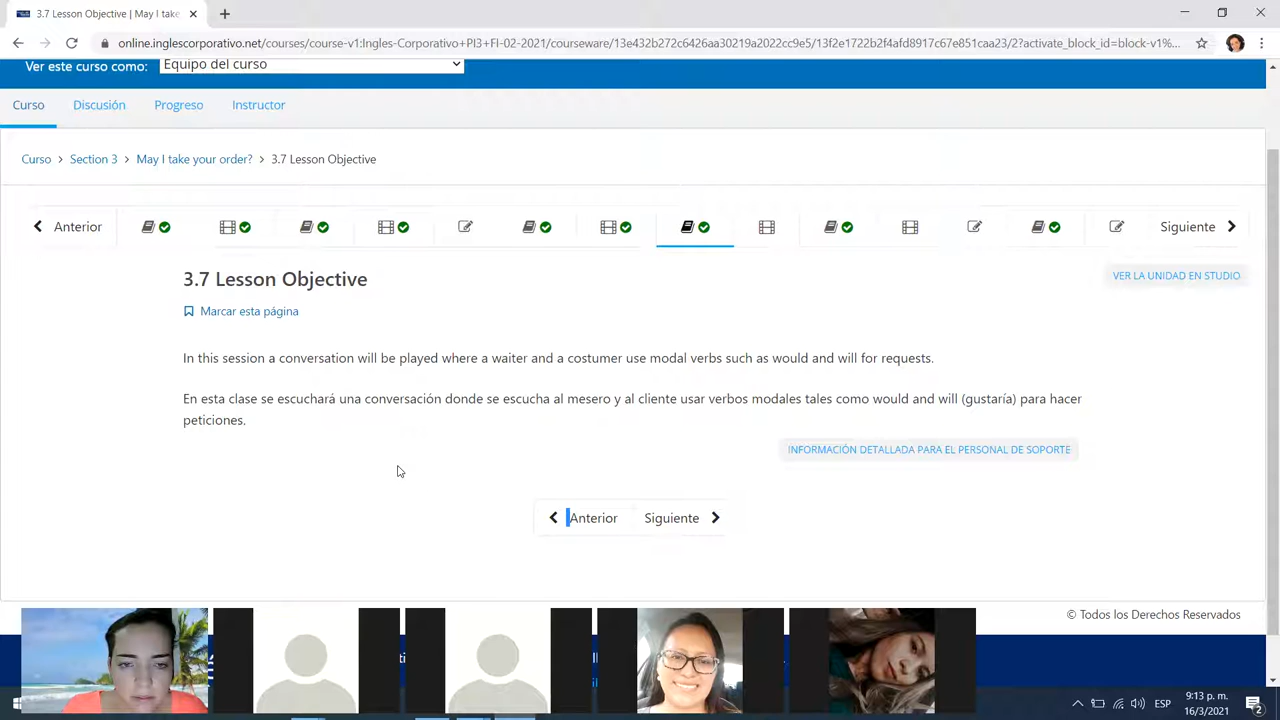 3.7 Lesson Objective | May I take
online.inglescorporativo.net/courses/course-v1:Ingles-Corporativo+PI3+FI-02-2021/courseware/13e432b272c6426aa30219a2022cc9e5/13f2e1722b2f4afd8917c67e851caa23/2?activate_block_id=block-v1%...
Ver este curso como:
Equipo del curso
Curso
Discusión
Progreso
Instructor
Curso > Section 3 > May I take your order? > 3.7 Lesson Objective
Anterior
Siguiente
3.7 Lesson Objective
VER LA UNIDAD EN STUDIO
Marcar esta página
In this session a conversation will be played where a waiter and a costumer use modal verbs such as would and will for requests.
En esta clase se escuchará una conversación donde se escucha al mesero y al cliente usar verbos modales tales como would and will (gustaría) para hacer
peticiones.
INFORMACIÓN DETALLADA PARA EL PERSONAL DE SOPORTE
Anterior
Siguiente
© Todos los Derechos Reservados
ESP
9:13 p. m.
16/3/2021
2